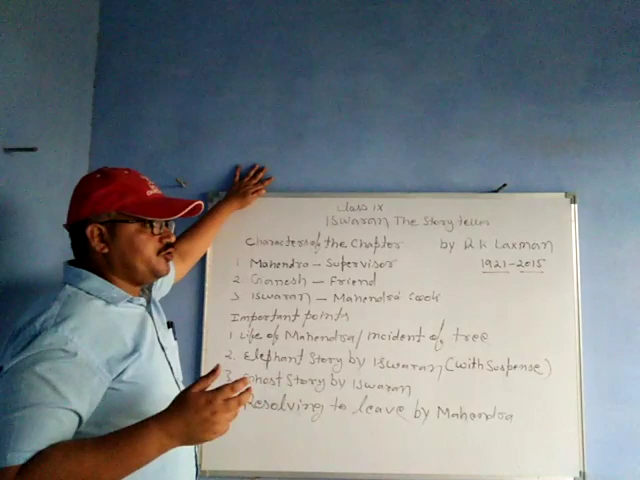 Class IX
Iswaran The Story teller
Characters of the Chapter by R K Laxman
1 Mahendra – Supervisor 1921-2015
2 Ganesh – Friend
3 Iswaran – Mahendra's Cook
Important points
1 Life of Mahendra/ incident of tree
2. Elephant Story by Iswaran (with Suspense)
3. Ghost Story by Iswaran
Resolving to leave by Mahendra